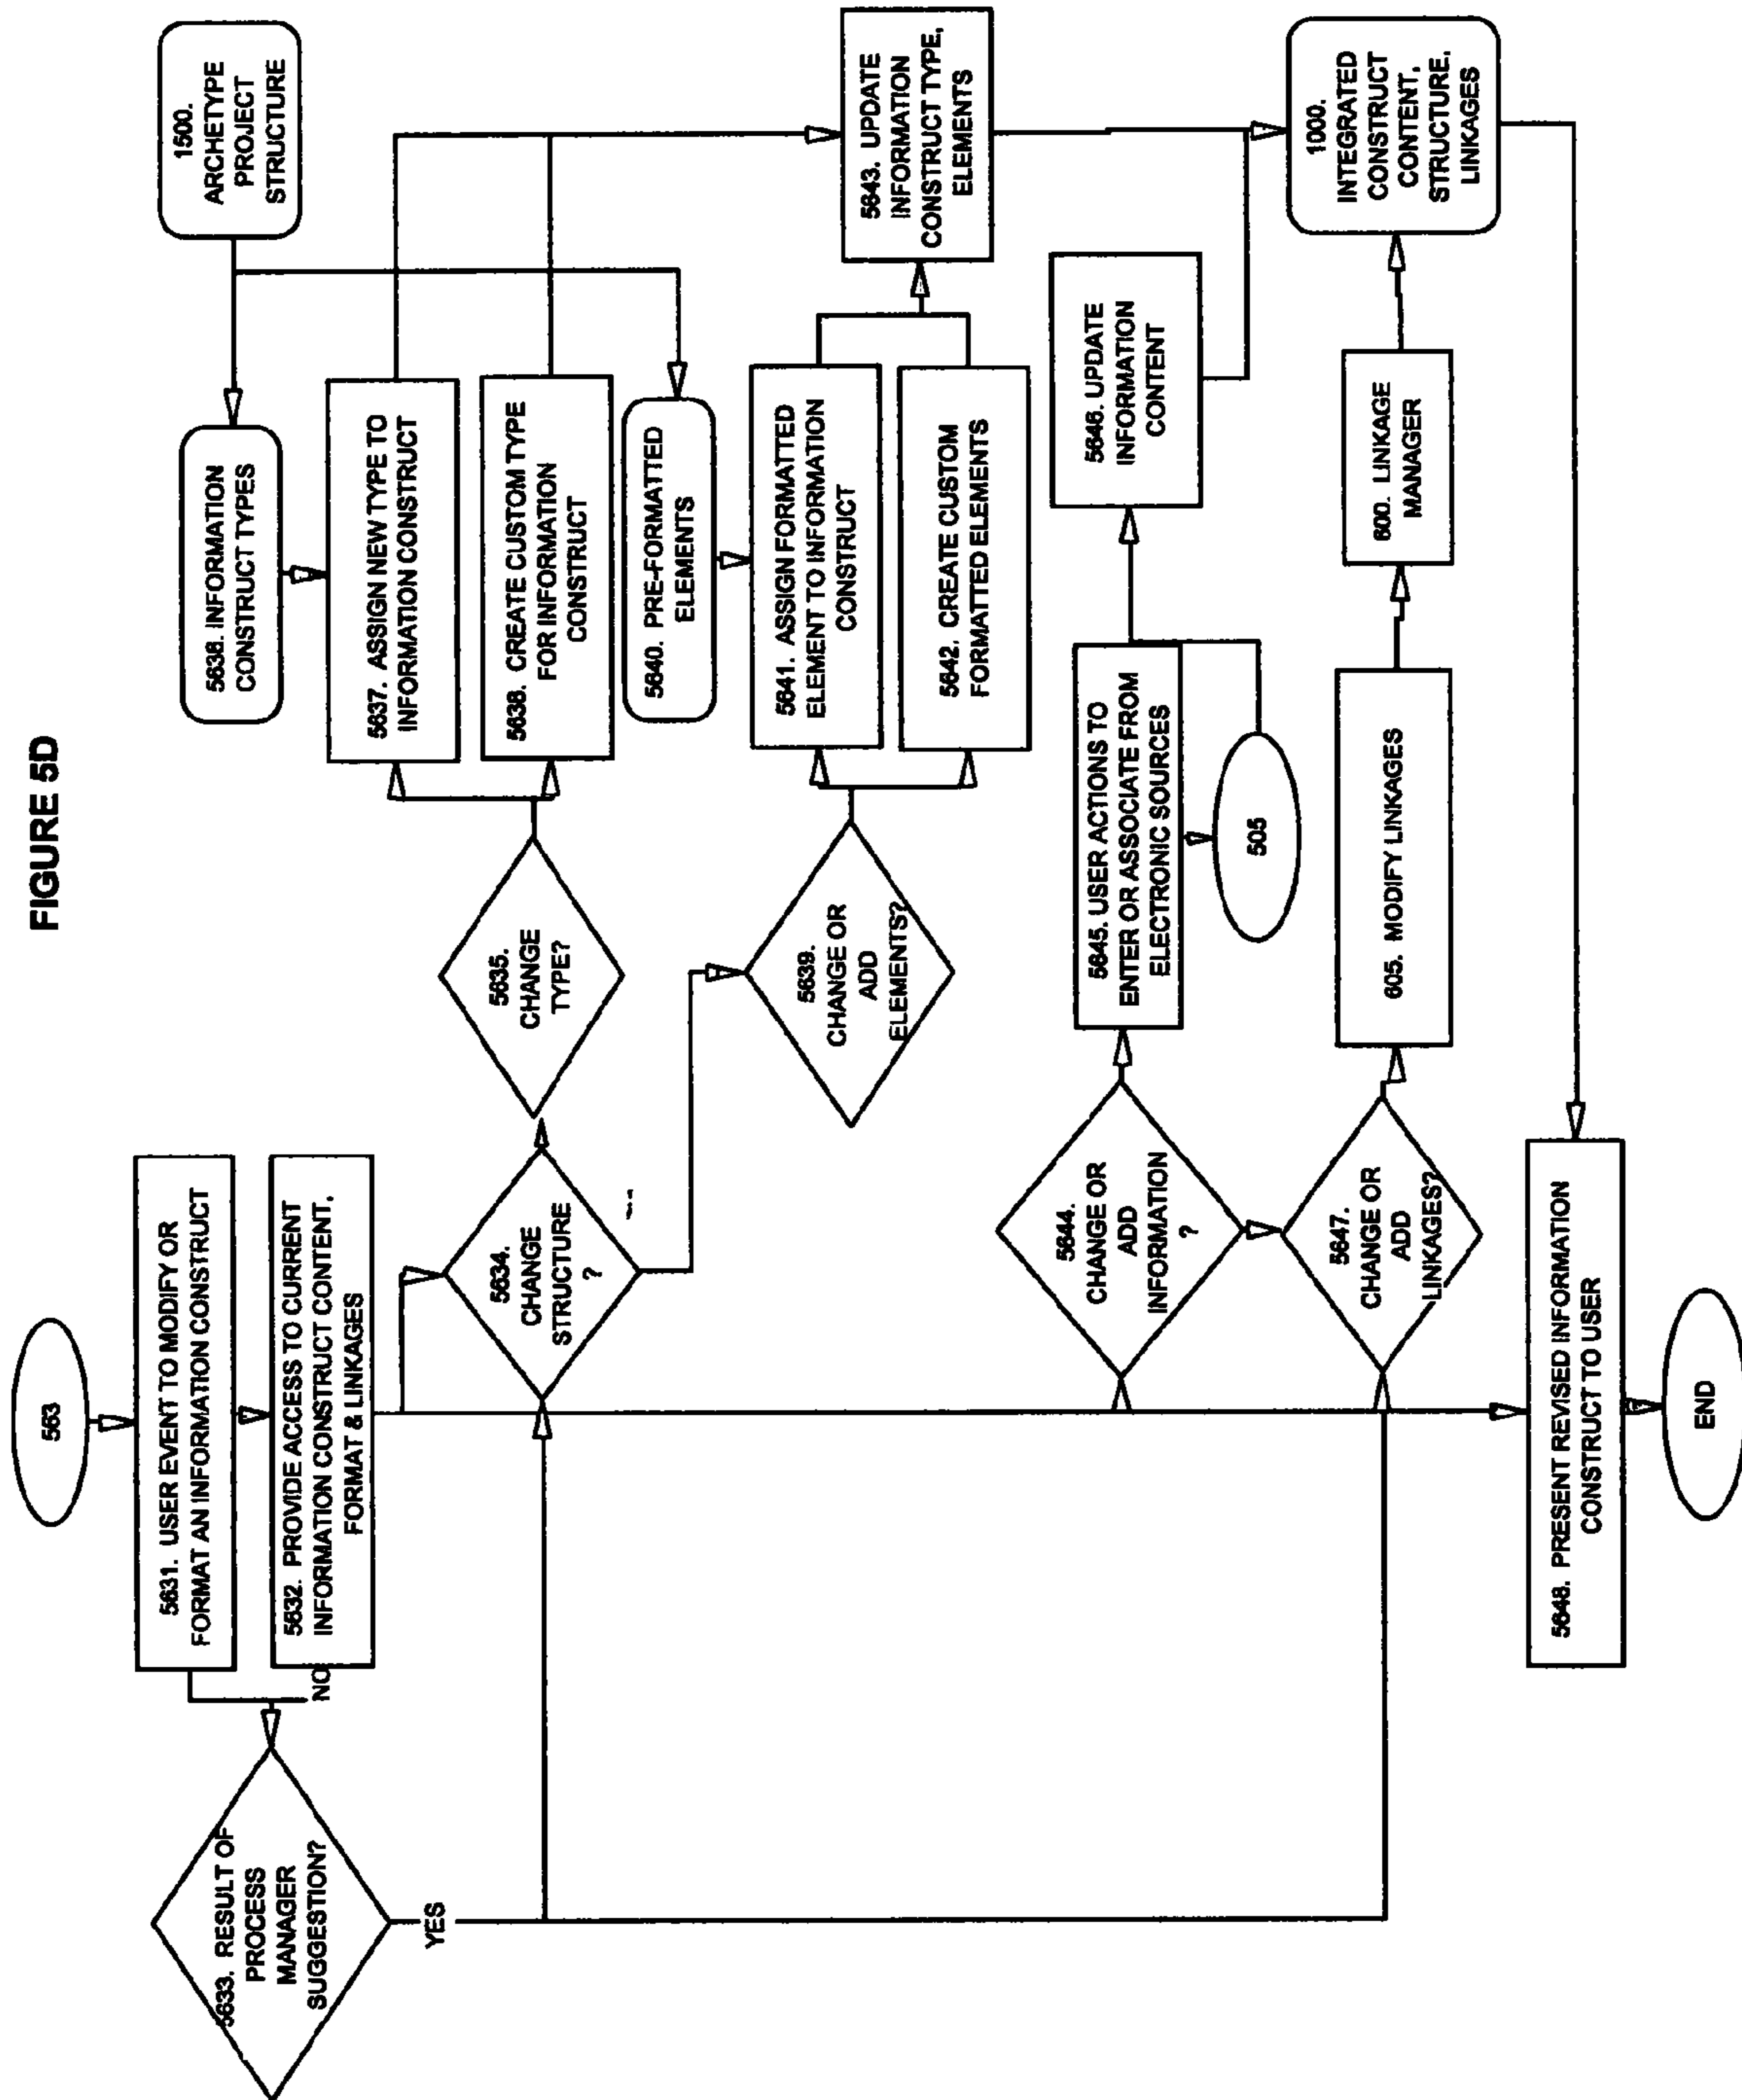 FIGURE 5D
563
5631. USER EVENT TO MODIFY OR
FORMAT AN INFORMATION CONSTRUCT
5632. PROVIDE ACCESS TO CURRENT
INFORMATION CONSTRUCT CONTENT,
FORMAT & LINKAGES
NO
5633. RESULT OF
PROCESS
MANAGER
SUGGESTION?
YES
5634.
CHANGE
STRUCTURE
?
5635.
CHANGE
TYPE?
5636. INFORMATION
CONSTRUCT TYPES
1500.
ARCHETYPE
PROJECT
STRUCTURE
5637. ASSIGN NEW TYPE TO
INFORMATION CONSTRUCT
5638. CREATE CUSTOM TYPE
FOR INFORMATION
CONSTRUCT
5639.
CHANGE OR
ADD
ELEMENTS?
5640. PRE-FORMATTED
ELEMENTS
5641. ASSIGN FORMATTED
ELEMENT TO INFORMATION
CONSTRUCT
5642. CREATE CUSTOM
FORMATTED ELEMENTS
5643. UPDATE
INFORMATION
CONSTRUCT TYPE,
ELEMENTS
5644.
CHANGE OR
ADD
INFORMATION
?
5645. USER ACTIONS TO
ENTER OR ASSOCIATE FROM
ELECTRONIC SOURCES
505
5646. UPDATE
INFORMATION
CONTENT
5647.
CHANGE OR
ADD
LINKAGES?
605. MODIFY LINKAGES
600. LINKAGE
MANAGER
1000.
INTEGRATED
CONSTRUCT
CONTENT,
STRUCTURE,
LINKAGES
5648. PRESENT REVISED INFORMATION
CONSTRUCT TO USER
END